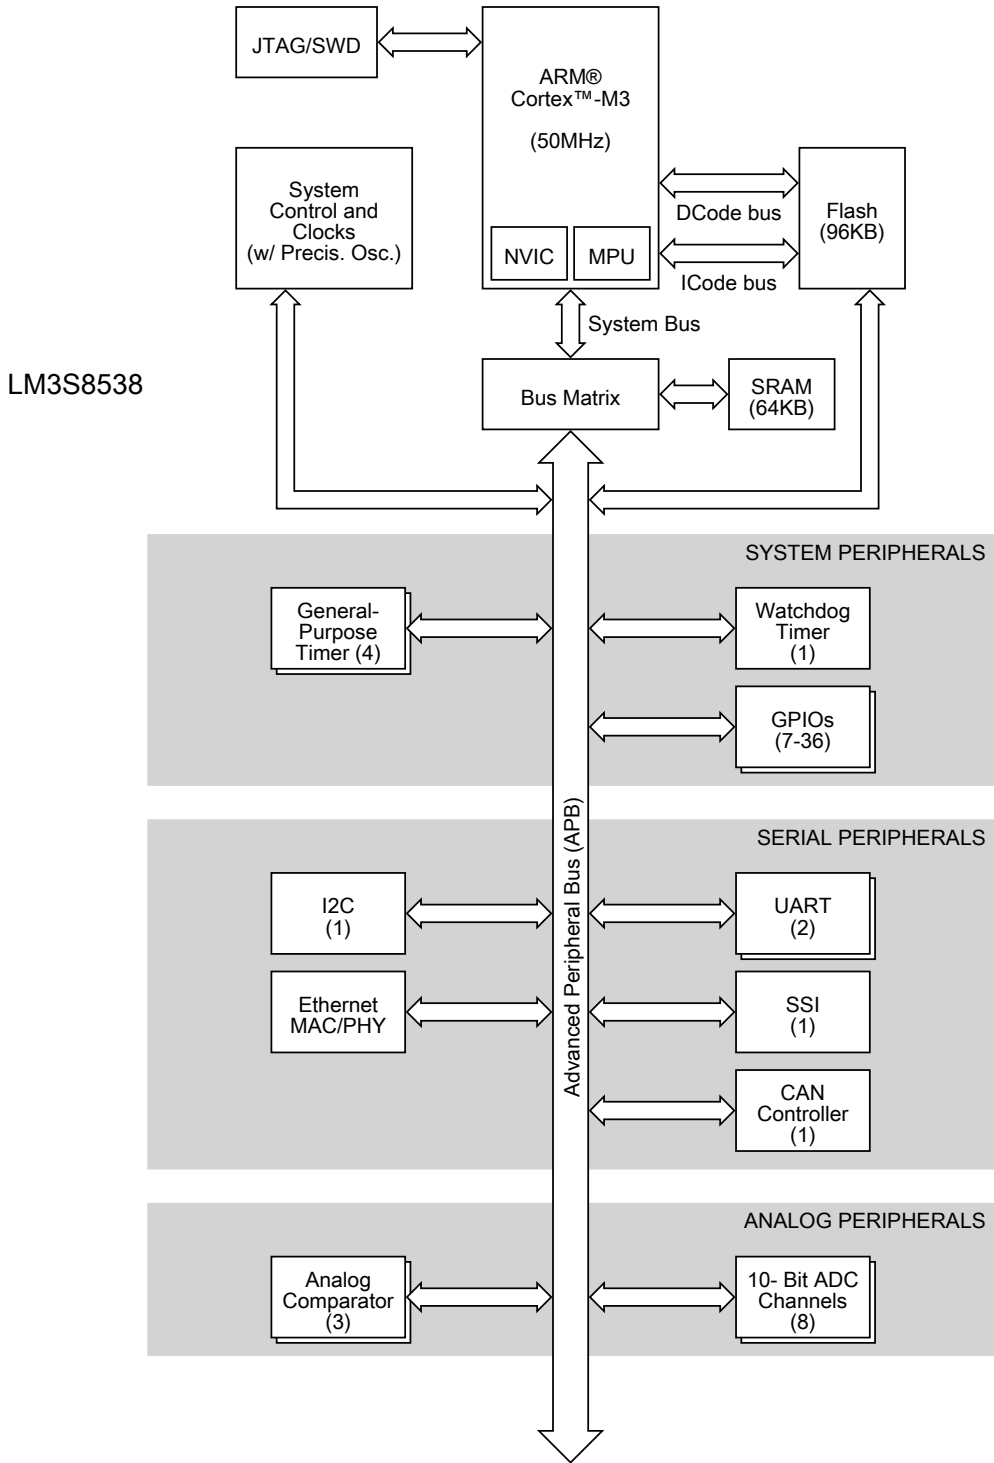 JTAG/SWD
ARM®
Cortex™-M3
(50MHz)
System
Control and
Clocks
(w/ Precis. Osc.)
NVIC
MPU
DCode bus
ICode bus
Flash
(96KB)
System Bus
LM3S8538
Bus Matrix
SRAM
(64KB)
SYSTEM PERIPHERALS
General-
Purpose
Timer (4)
Watchdog
Timer
(1)
GPIOs
(7-36)
Advanced Peripheral Bus (APB)
SERIAL PERIPHERALS
I2C
(1)
UART
(2)
Ethernet
MAC/PHY
SSI
(1)
CAN
Controller
(1)
ANALOG PERIPHERALS
Analog
Comparator
(3)
10- Bit ADC
Channels
(8)